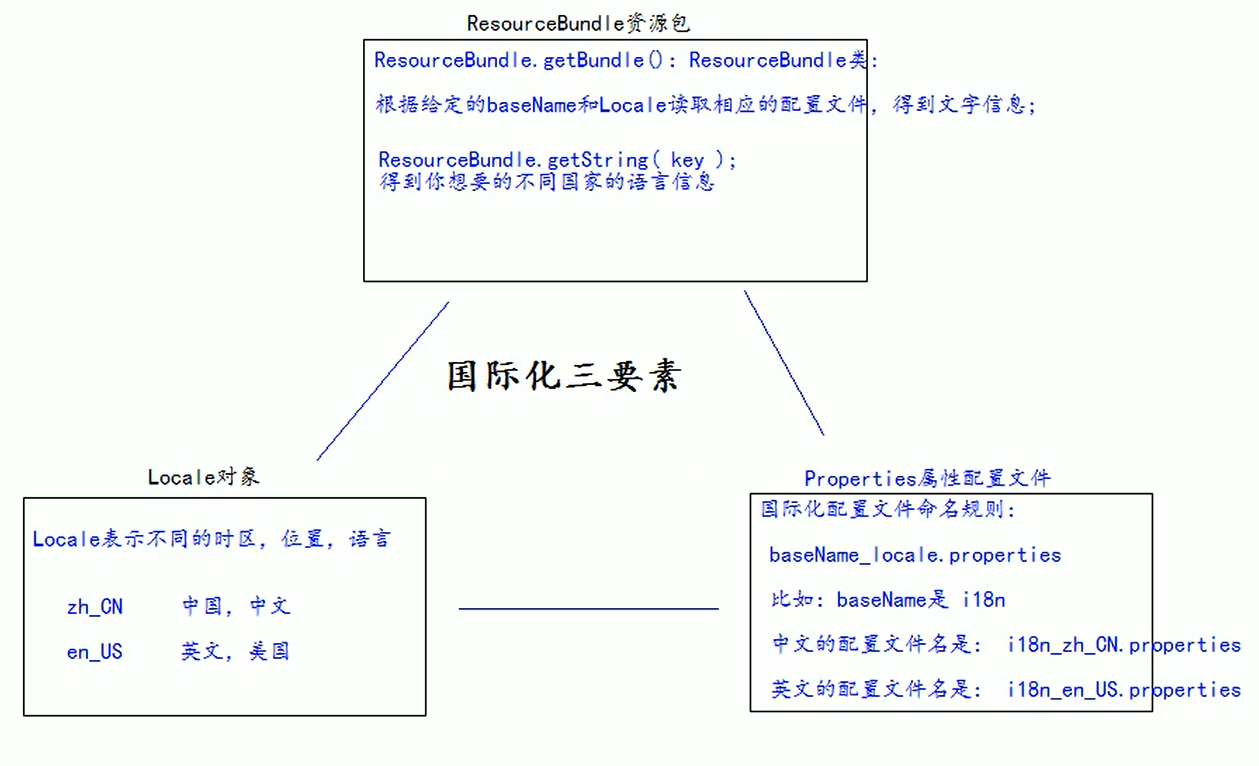 ResourceBundle资源包
ResourceBundle.getBundle(): ResourceBundle类:
根据给定的baseName和Locale读取相应的配置文件，得到文字信息;
ResourceBundle.getString( key );
得到你想要的不同国家的语言信息
国际化三要素
Locale对象
Locale表示不同的时区，位置，语言
zh_CN 中国，中文
en_US 英文，美国
Properties属性配置文件
国际化配置文件命名规则:
baseName_locale.properties
比如: baseName是 i18n
中文的配置文件名是: i18n_zh_CN.properties
英文的配置文件名是: i18n_en_US.properties